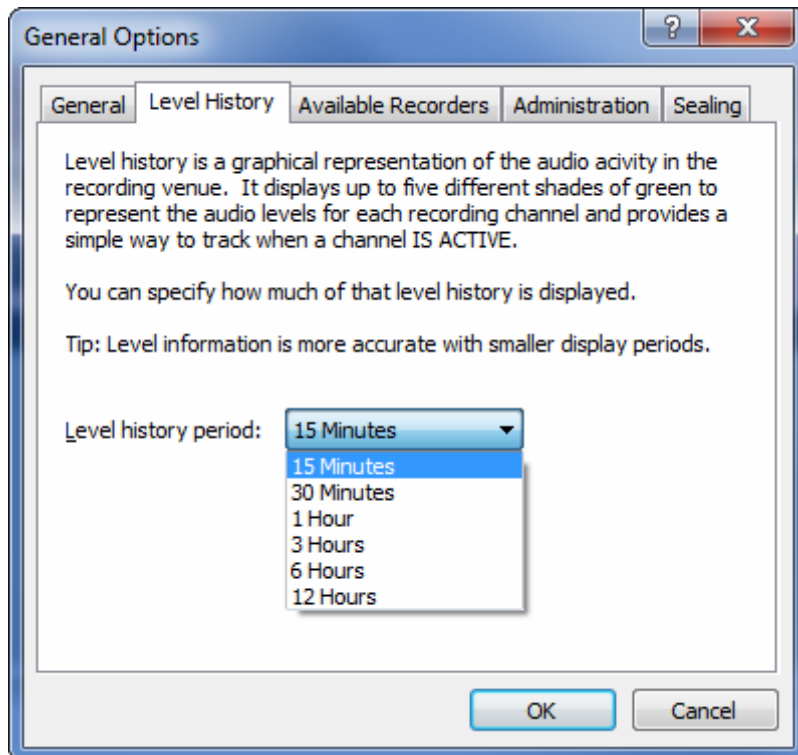 General Options
General
Level History
Available Recorders
Administration
Sealing
Level history is a graphical representation of the audio acivity in the
recording venue.  It displays up to five different shades of green to
represent the audio levels for each recording channel and provides a
simple way to track when a channel IS ACTIVE.
You can specify how much of that level history is displayed.
Tip: Level information is more accurate with smaller display periods.
Level history period:
15 Minutes
15 Minutes
30 Minutes
1 Hour
3 Hours
6 Hours
12 Hours
OK
Cancel